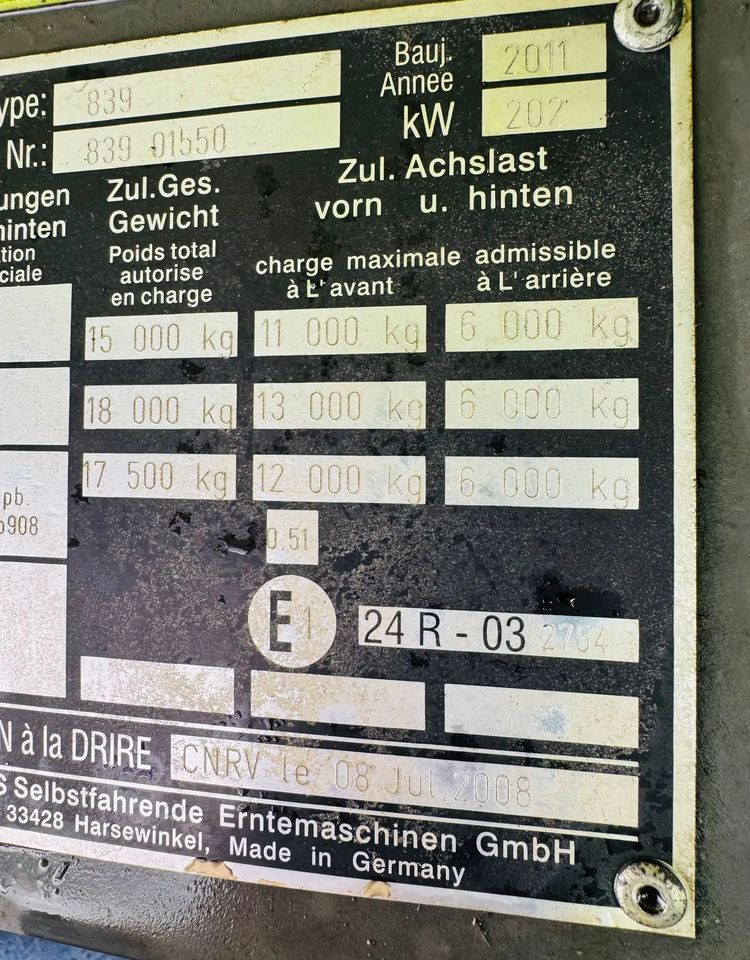 ype: 839
Bauj. 2011
Annee
kW 202
Nr.: 839 01550
ungen
hinten
tion
ciale
Zul.Ges.
Gewicht
Poids total
autorise
en charge
Zul. Achslast
vorn u. hinten
charge maximale admissible
à L'avant à L'arrière
15 000 kg 11 000 kg 6 000 kg
18 000 kg 13 000 kg 6 000 kg
17 500 kg 12 000 kg 6 000 kg
pb.
908
0.51
E1 24 R - 03 2754
N à la DRIRE CNRV le 08 Jul.2008
S Selbstfahrende Erntemaschinen GmbH
33428 Harsewinkel, Made in Germany